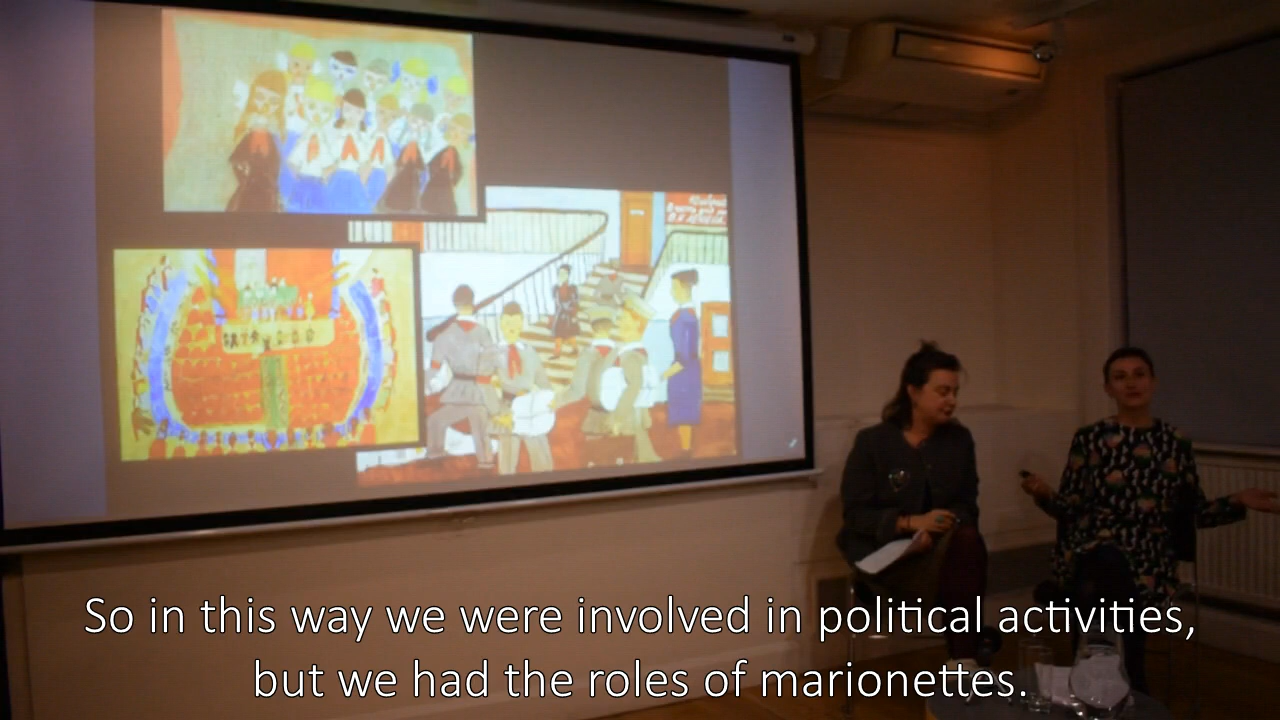 So in this way we were involved in political activities,
but we had the roles of marionettes.